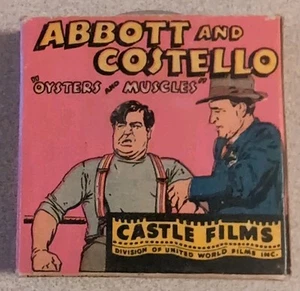 ABBOTT AND
COSTELLO
"OYSTERS AND MUSCLES"
CASTLE FILMS
DIVISION OF UNITED WORLD FILMS INC.